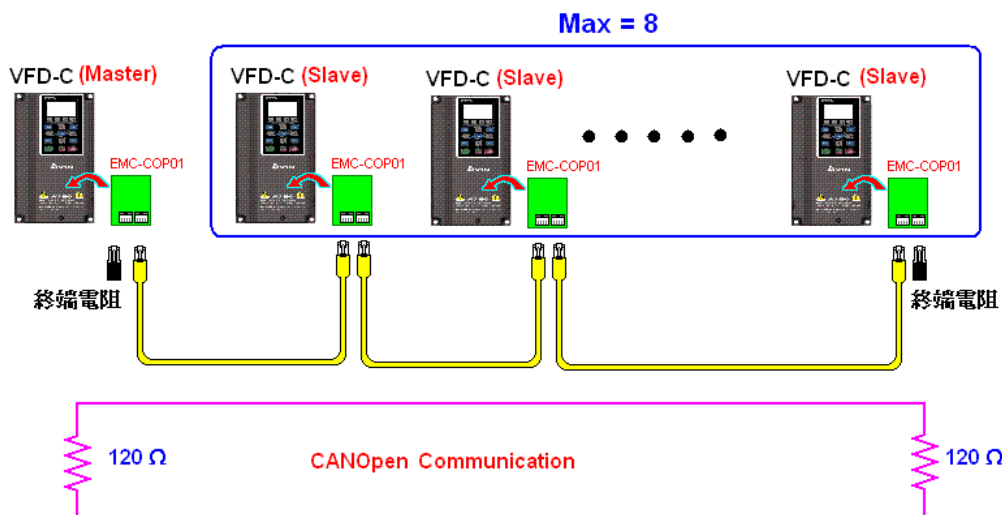 Max = 8
VFD-C (Master)
VFD-C (Slave)
VFD-C (Slave)
VFD-C (Slave)
EMC-COP01
EMC-COP01
EMC-COP01
EMC-COP01
終端電阻
終端電阻
120 Ω
CANOpen Communication
120 Ω